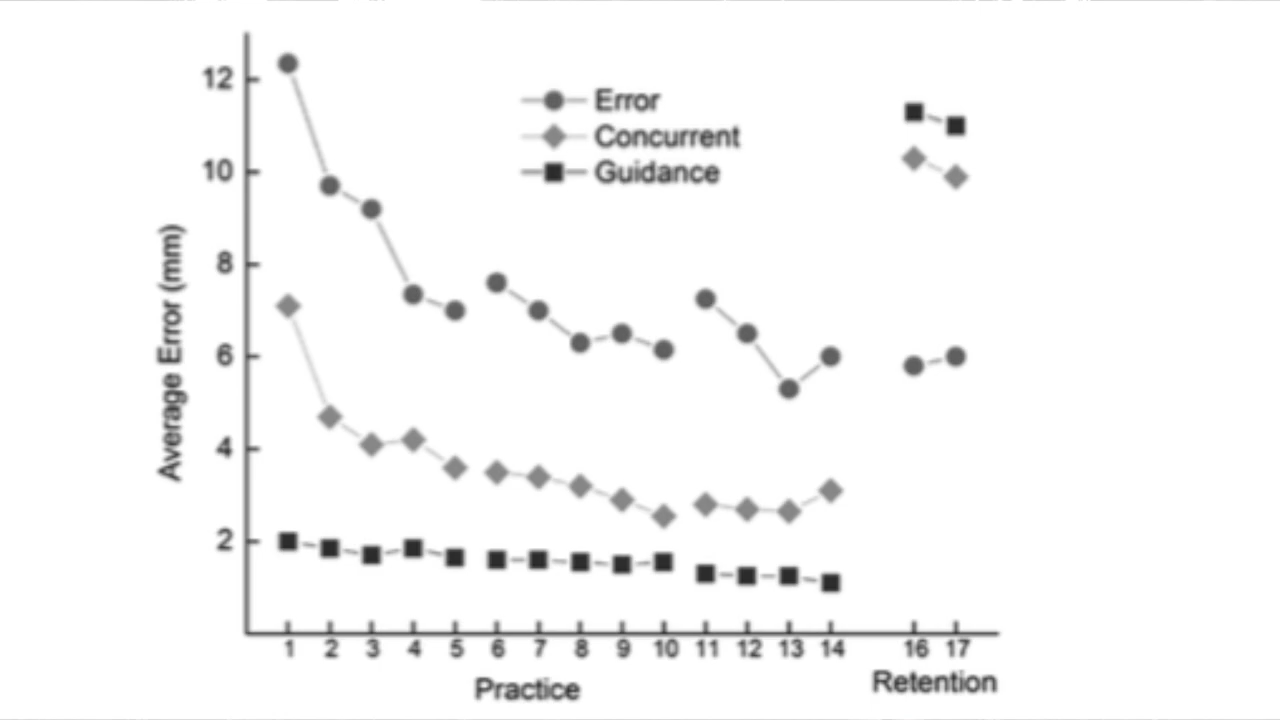 12
10
8
6
4
2
Average Error (mm)
Error
Concurrent
Guidance
1 2 3 4 5 6 7 8 9 10 11 12 13 14 16 17
Practice
Retention